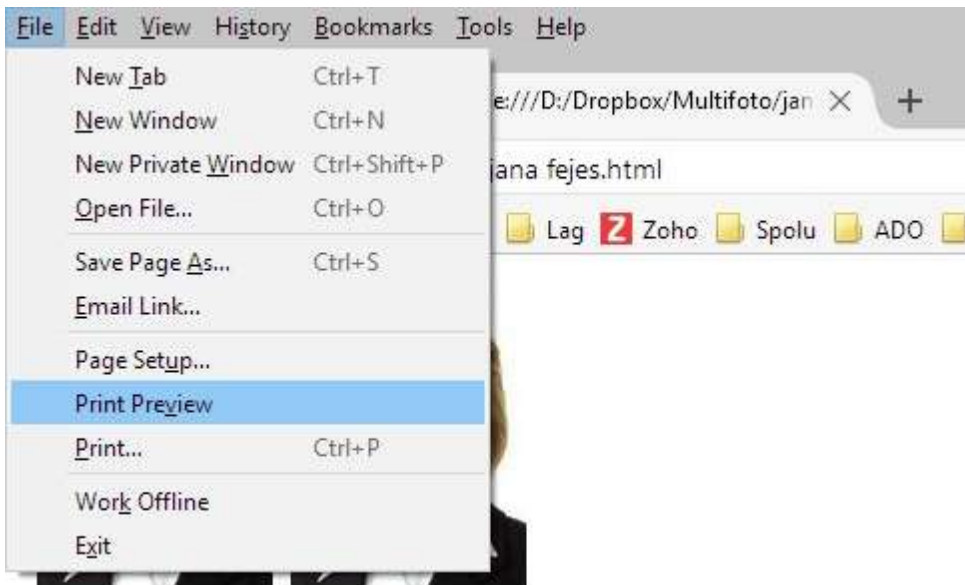 File Edit View History Bookmarks Tools Help
New Tab Ctrl+T
e:///D:/Dropbox/Multifoto/jan
New Window Ctrl+N
New Private Window Ctrl+Shift+P
jana fejes.html
Open File... Ctrl+O
Lag Z Zoho Spolu ADO
Save Page As... Ctrl+S
Email Link...
Page Setup...
Print Preview
Print... Ctrl+P
Work Offline
Exit